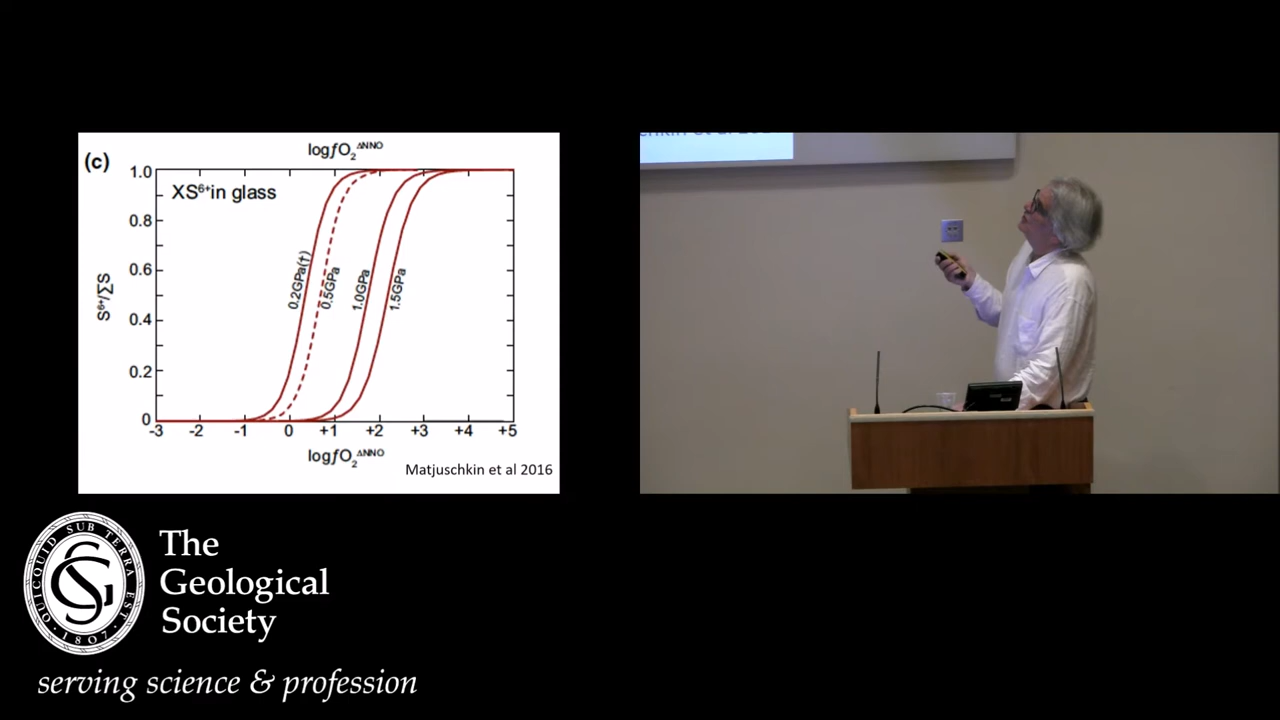 (c)
logfO2ΔNNO
XS6+in glass
1.0
0.8
0.6
0.4
0.2
0
S6+/∑S
0.2GPa(†)
0.5GPa
1.0GPa
1.5GPa
-3 -2 -1 0 +1 +2 +3 +4 +5
logfO2ΔNNO
Matjuschkin et al 2016
QUICQUID SUB TERRA EST
· 1807 ·
The
Geological
Society
serving science & profession